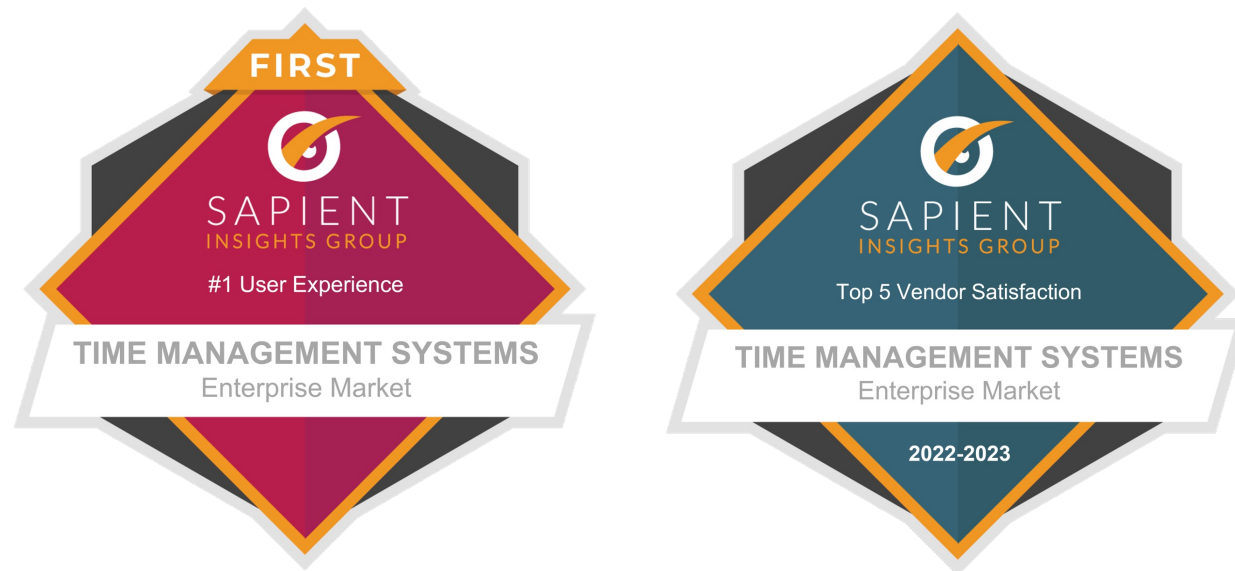 FIRST
SAPIENT
INSIGHTS GROUP
#1 User Experience
TIME MANAGEMENT SYSTEMS
Enterprise Market
SAPIENT
INSIGHTS GROUP
Top 5 Vendor Satisfaction
TIME MANAGEMENT SYSTEMS
Enterprise Market
2022-2023